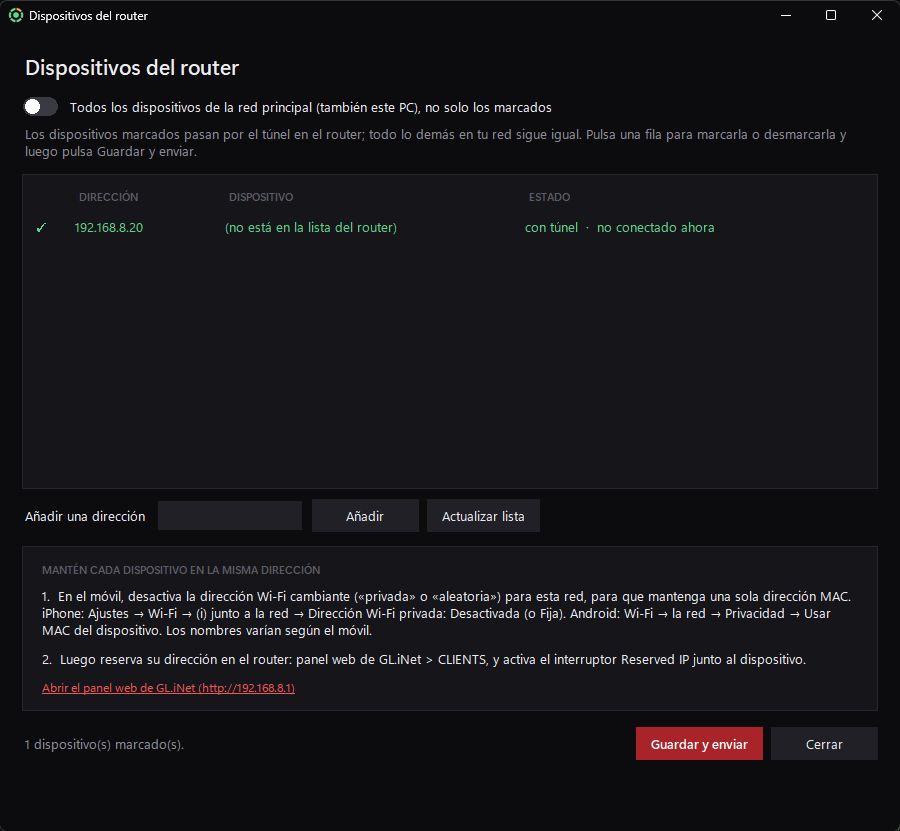 Dispositivos del router
Dispositivos del router
Todos los dispositivos de la red principal (también este PC), no solo los marcados
Los dispositivos marcados pasan por el túnel en el router; todo lo demás en tu red sigue igual. Pulsa una fila para marcarla o desmarcarla y
luego pulsa Guardar y enviar.
DIRECCIÓN DISPOSITIVO ESTADO
✓ 192.168.8.20 (no está en la lista del router) con túnel · no conectado ahora
Añadir una dirección Añadir Actualizar lista
MANTÉN CADA DISPOSITIVO EN LA MISMA DIRECCIÓN
1. En el móvil, desactiva la dirección Wi-Fi cambiante («privada» o «aleatoria») para esta red, para que mantenga una sola dirección MAC.
iPhone: Ajustes → Wi-Fi → (i) junto a la red → Dirección Wi-Fi privada: Desactivada (o Fija). Android: Wi-Fi → la red → Privacidad → Usar
MAC del dispositivo. Los nombres varían según el móvil.
2. Luego reserva su dirección en el router: panel web de GL.iNet > CLIENTS, y activa el interruptor Reserved IP junto al dispositivo.
Abrir el panel web de GL.iNet (http://192.168.8.1)
1 dispositivo(s) marcado(s). Guardar y enviar Cerrar